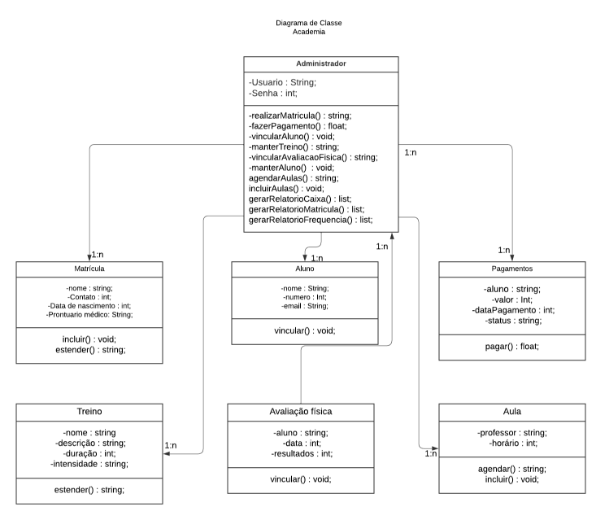 Diagrama de Classe
Academia
Administrador
-Usuario : String;
-Senha : int;
-realizarMatricula() : string;
-fazerPagamento() : float;
-vincularAluno() : void;
-manterTreino() : string;
-vincularAvaliacaoFisica() : string;
-manterAluno() : void;
agendarAulas() : string;
incluirAulas() : void;
gerarRelatorioCaixa() : list;
gerarRelatorioMatricula() : list;
gerarRelatorioFrequencia() : list;
1:n
1:n
1:n
1:n
1:n
Matrícula
-nome : string;
-Contato : int;
-Data de nascimento : int;
-Prontuario médico: String;
incluir() : void;
estender() : string;
Aluno
-nome : String;
-numero : Int;
-email : String;
vincular() : void;
Pagamentos
-aluno : string;
-valor : Int;
-dataPagamento : int;
-status : string;
pagar() : float;
Treino
-nome : string
-descrição : string;
-duração : int;
-intensidade : string;
estender() : string;
1:n
Avaliação física
-aluno : string;
-data : int;
-resultados : int;
vincular() : void;
1:n
Aula
-professor : string;
-horário : int;
agendar() : string;
incluir() : void;